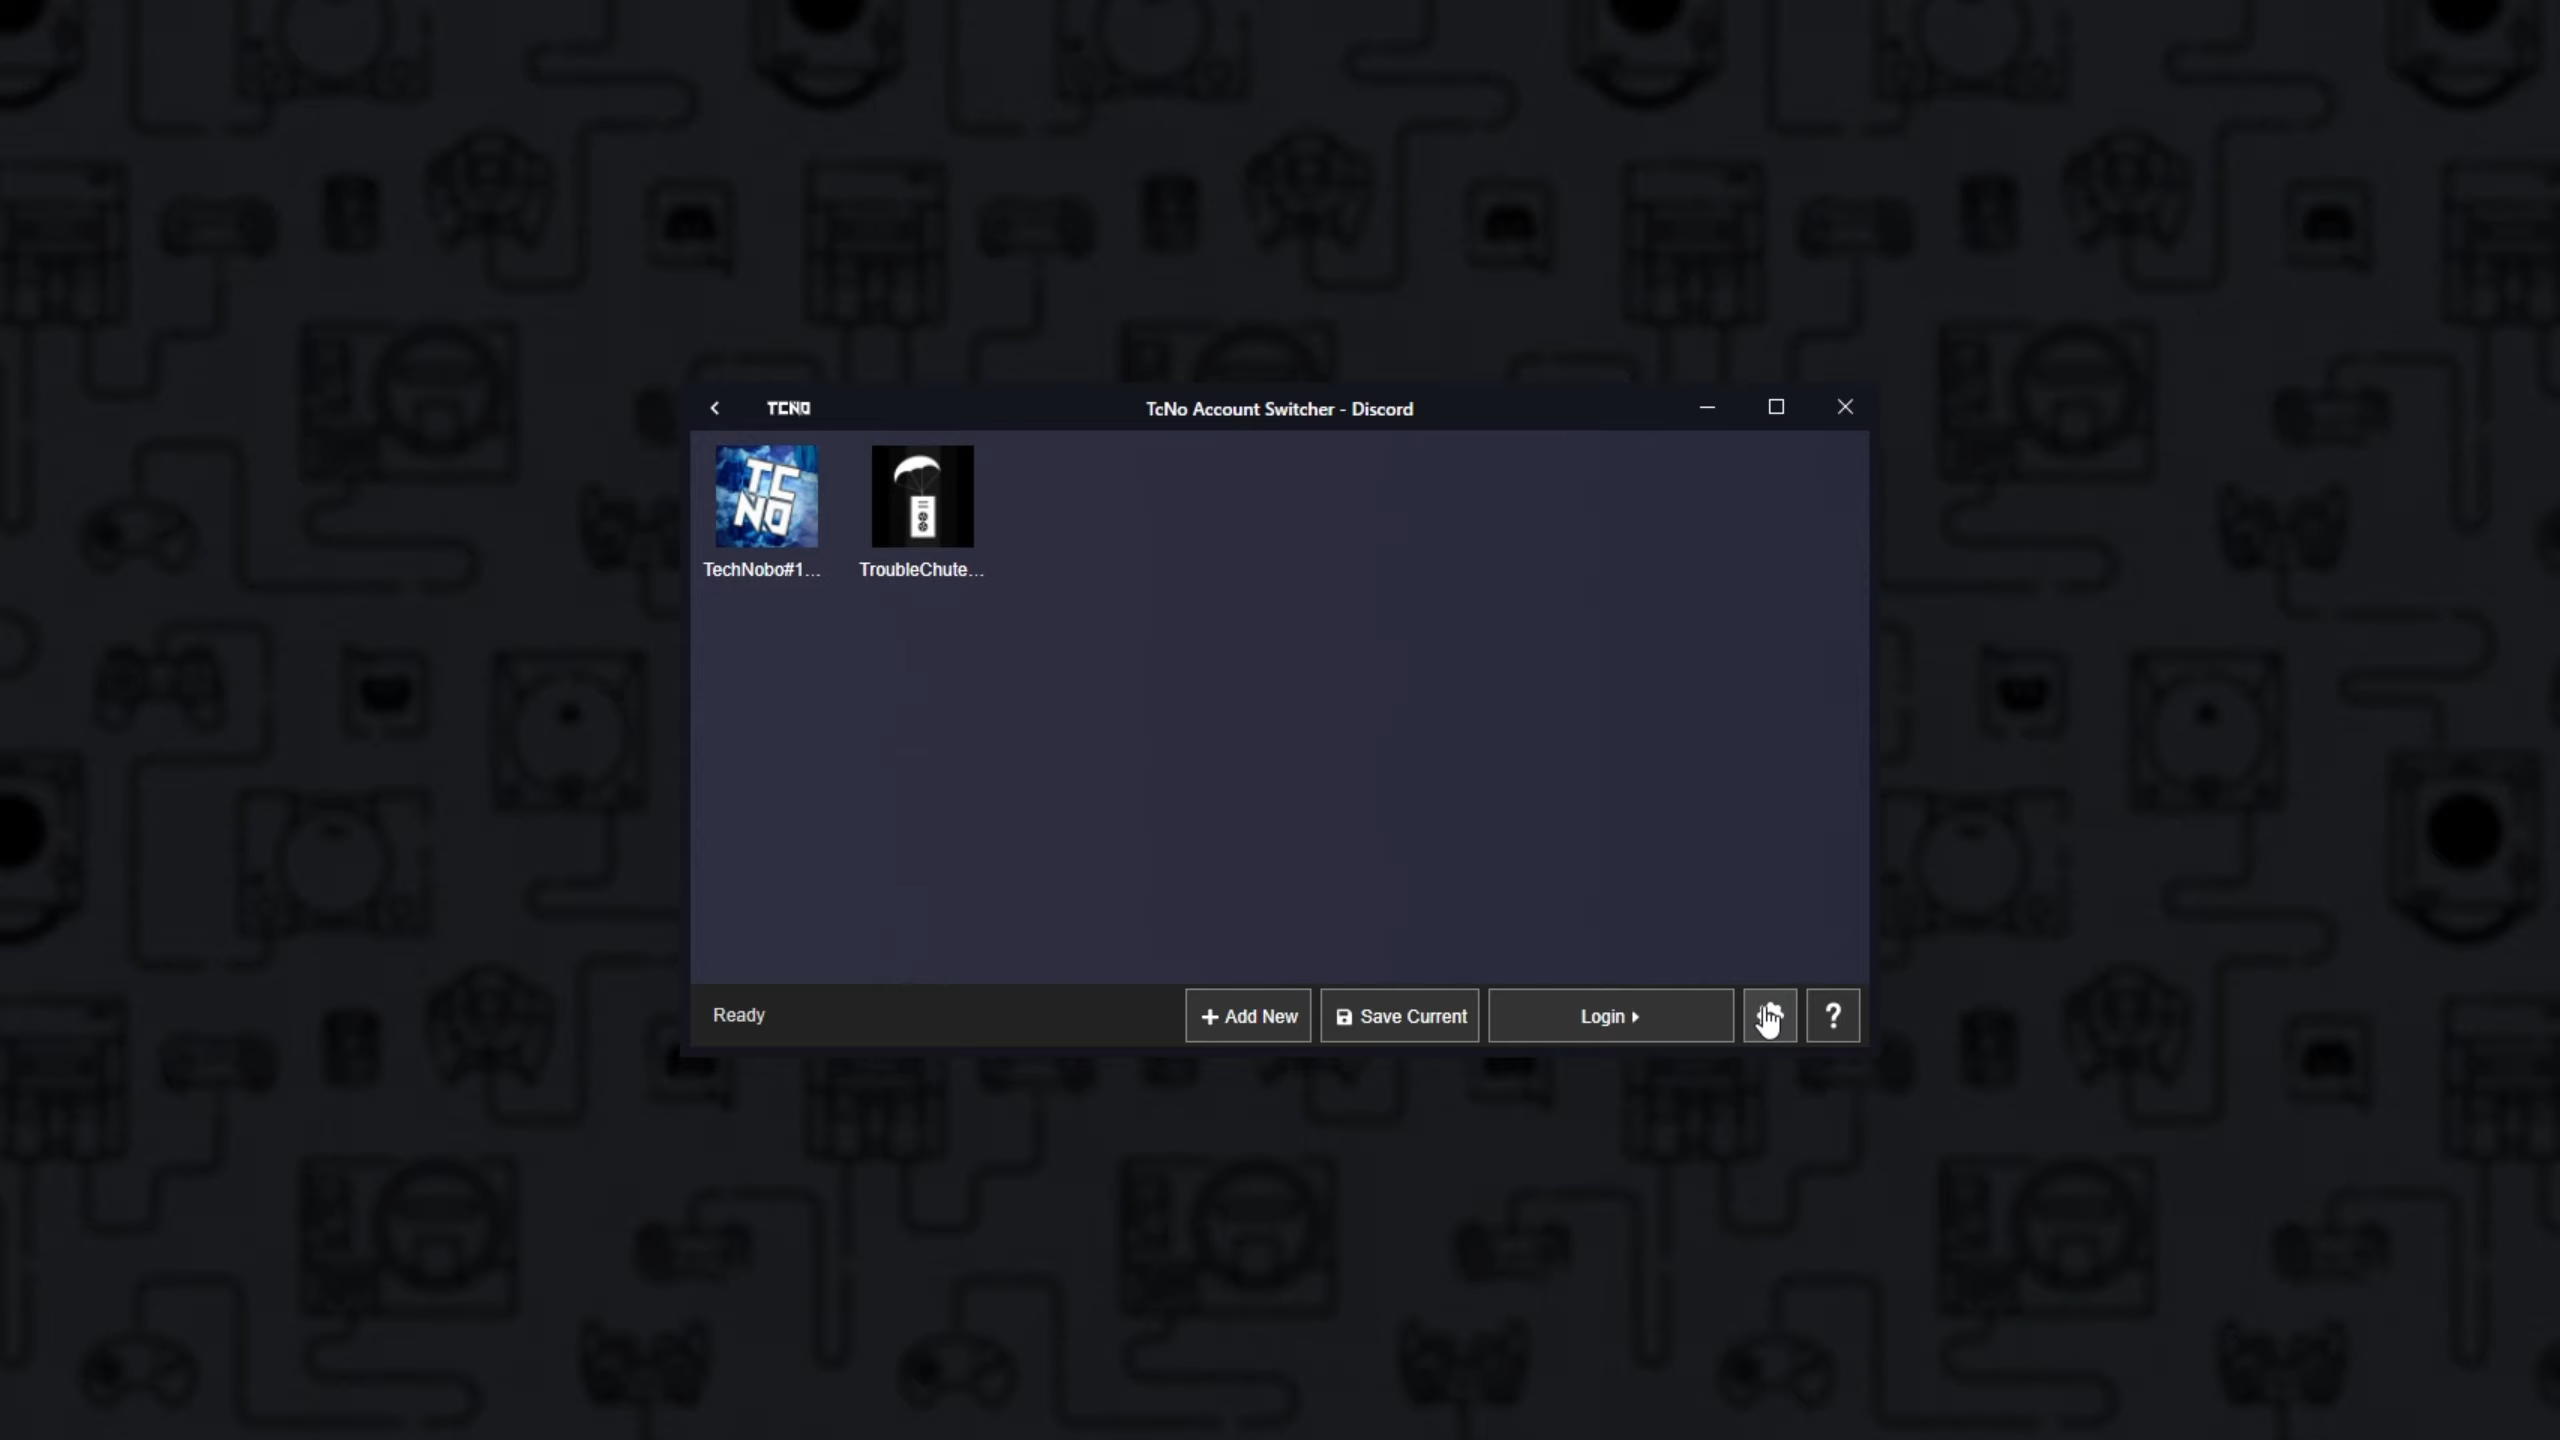 TCNO
TcNo Account Switcher - Discord
TC
NO
TechNobo#1...
TroubleChute...
Ready
+ Add New
Save Current
Login
?